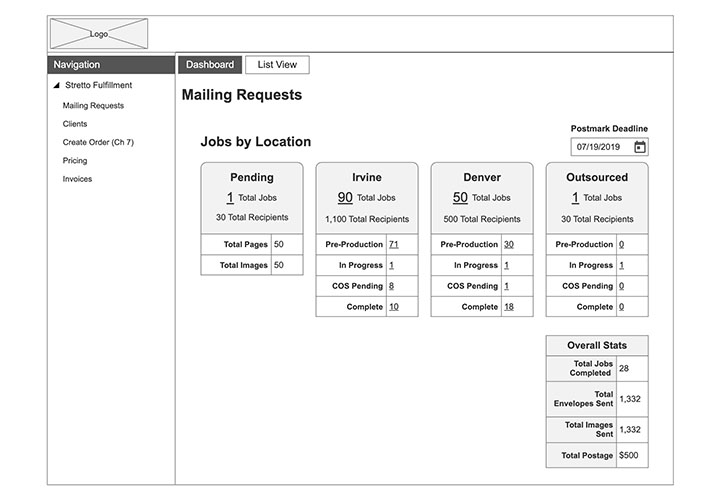 Logo
Navigation
Stretto Fulfillment
Mailing Requests
Clients
Create Order (Ch 7)
Pricing
Invoices
Dashboard
List View
Mailing Requests
Postmark Deadline
07/19/2019
Jobs by Location
Pending
1 Total Jobs
30 Total Recipients
Total Pages 50
Total Images 50
Irvine
90 Total Jobs
1,100 Total Recipients
Pre-Production 71
In Progress 1
COS Pending 8
Complete 10
Denver
50 Total Jobs
500 Total Recipients
Pre-Production 30
In Progress 1
COS Pending 1
Complete 18
Outsourced
1 Total Jobs
30 Total Recipients
Pre-Production 0
In Progress 1
COS Pending 0
Complete 0
Overall Stats
Total Jobs
Completed 28
Total
Envelopes Sent 1,332
Total Images
Sent 1,332
Total Postage $500